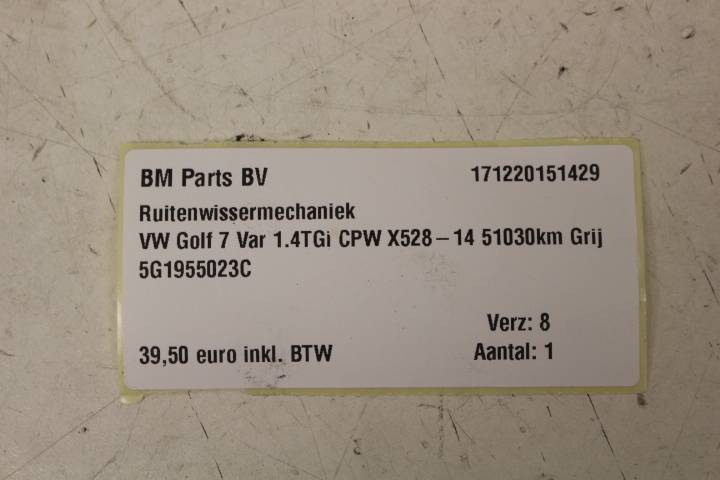 BM Parts BV 171220151429
Ruitenwissermechaniek
VW Golf 7 Var 1.4TGi CPW X528-14 51030km Grij
5G1955023C
Verz: 8
39,50 euro inkl. BTW Aantal: 1